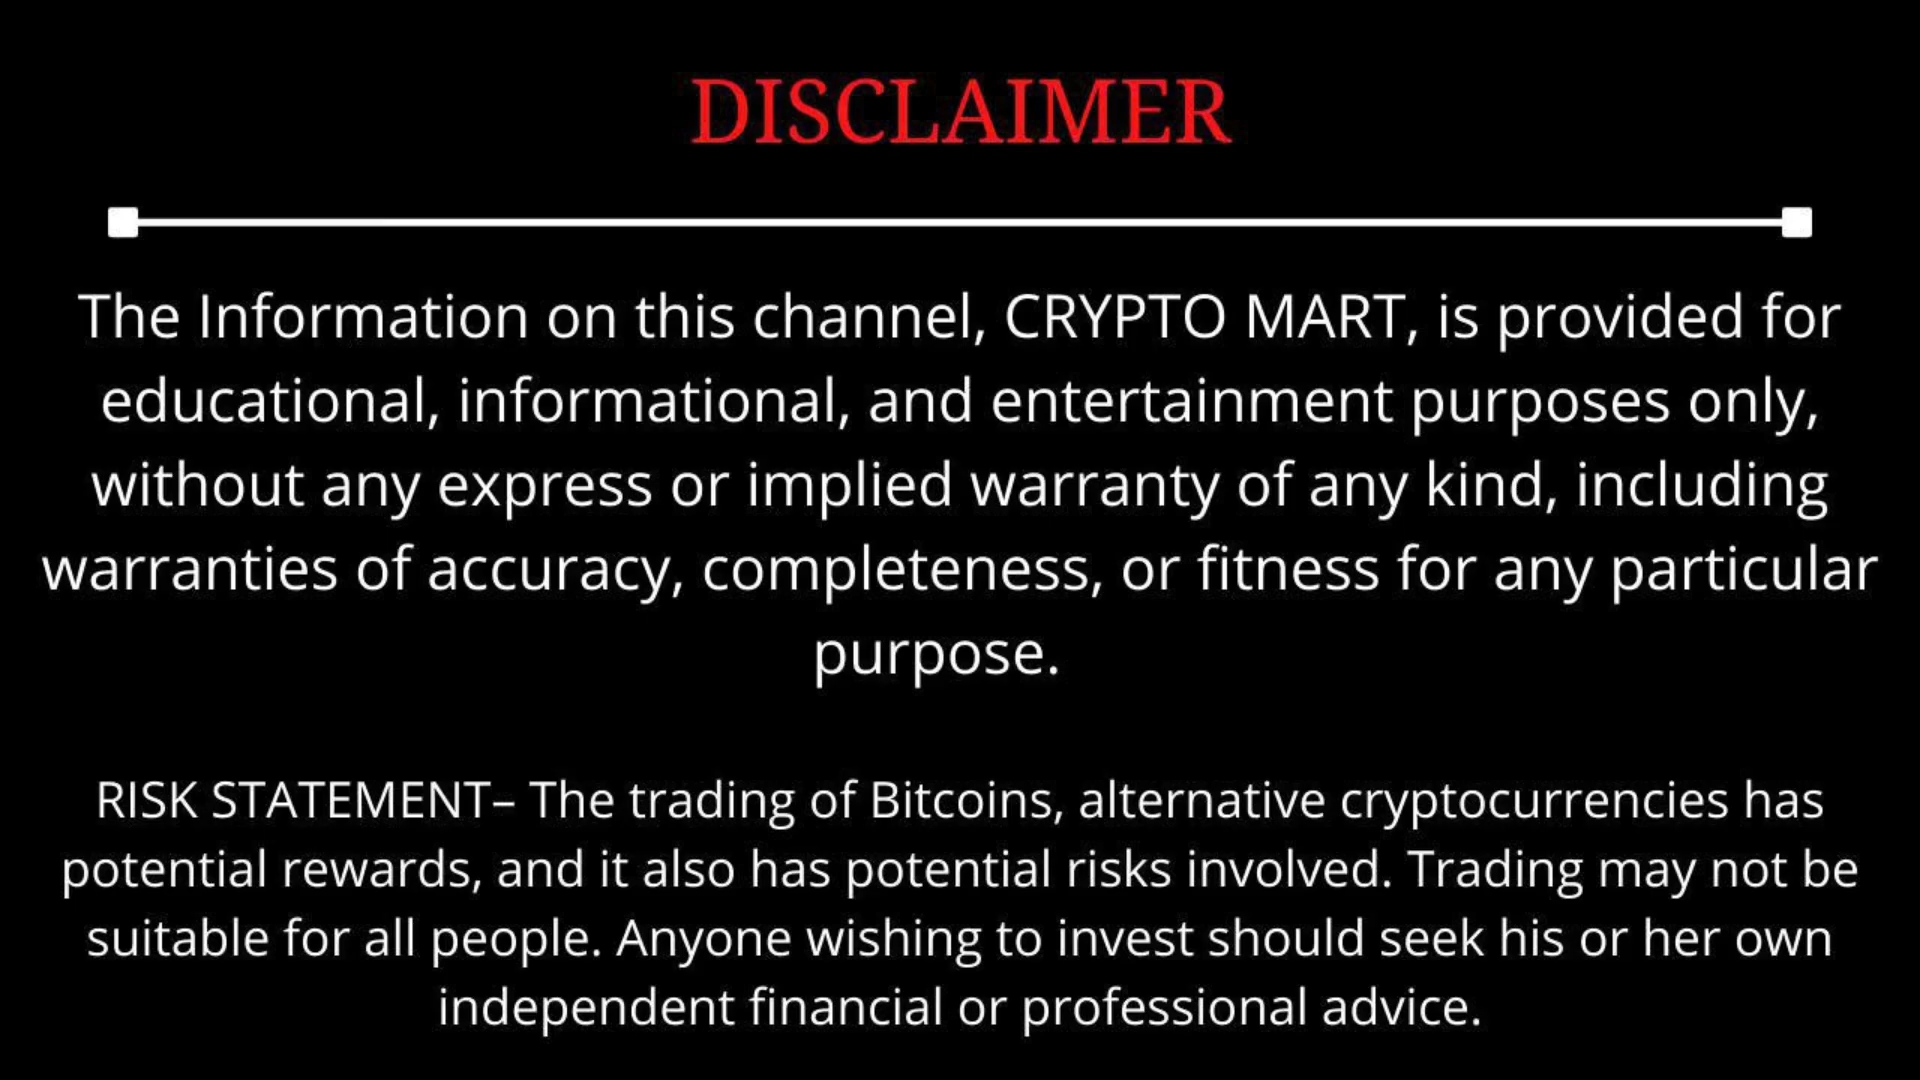 DISCLAIMER
The Information on this channel, CRYPTO MART, is provided for
educational, informational, and entertainment purposes only,
without any express or implied warranty of any kind, including
warranties of accuracy, completeness, or fitness for any particular
purpose.
RISK STATEMENT– The trading of Bitcoins, alternative cryptocurrencies has
potential rewards, and it also has potential risks involved. Trading may not be
suitable for all people. Anyone wishing to invest should seek his or her own
independent financial or professional advice.